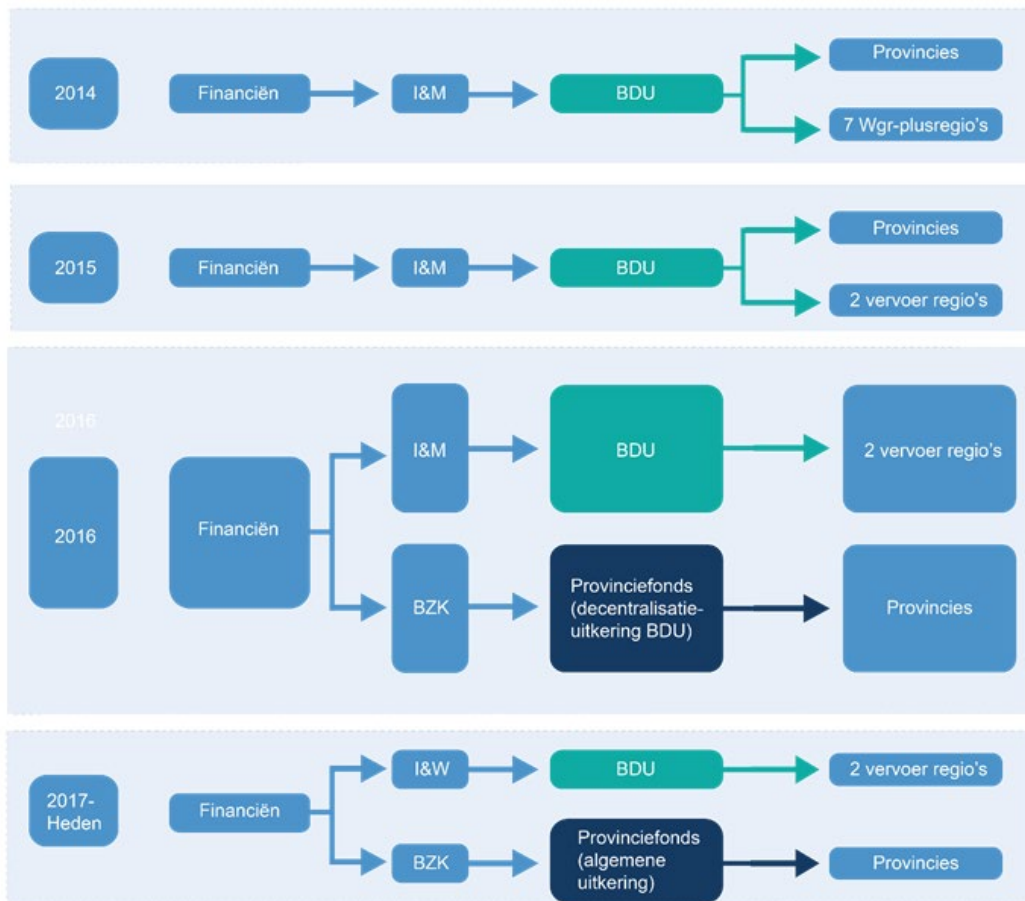 2014
Financiën
I&M
BDU
Provincies
7 Wgr-plusregio's
2015
Financiën
I&M
BDU
Provincies
2 vervoer regio's
2016
2016
Financiën
I&M
BDU
2 vervoer regio's
BZK
Provinciefonds
(decentralisatie-
uitkering BDU)
Provincies
2017-
Heden
Financiën
I&W
BDU
2 vervoer regio's
BZK
Provinciefonds
(algemene
uitkering)
Provincies